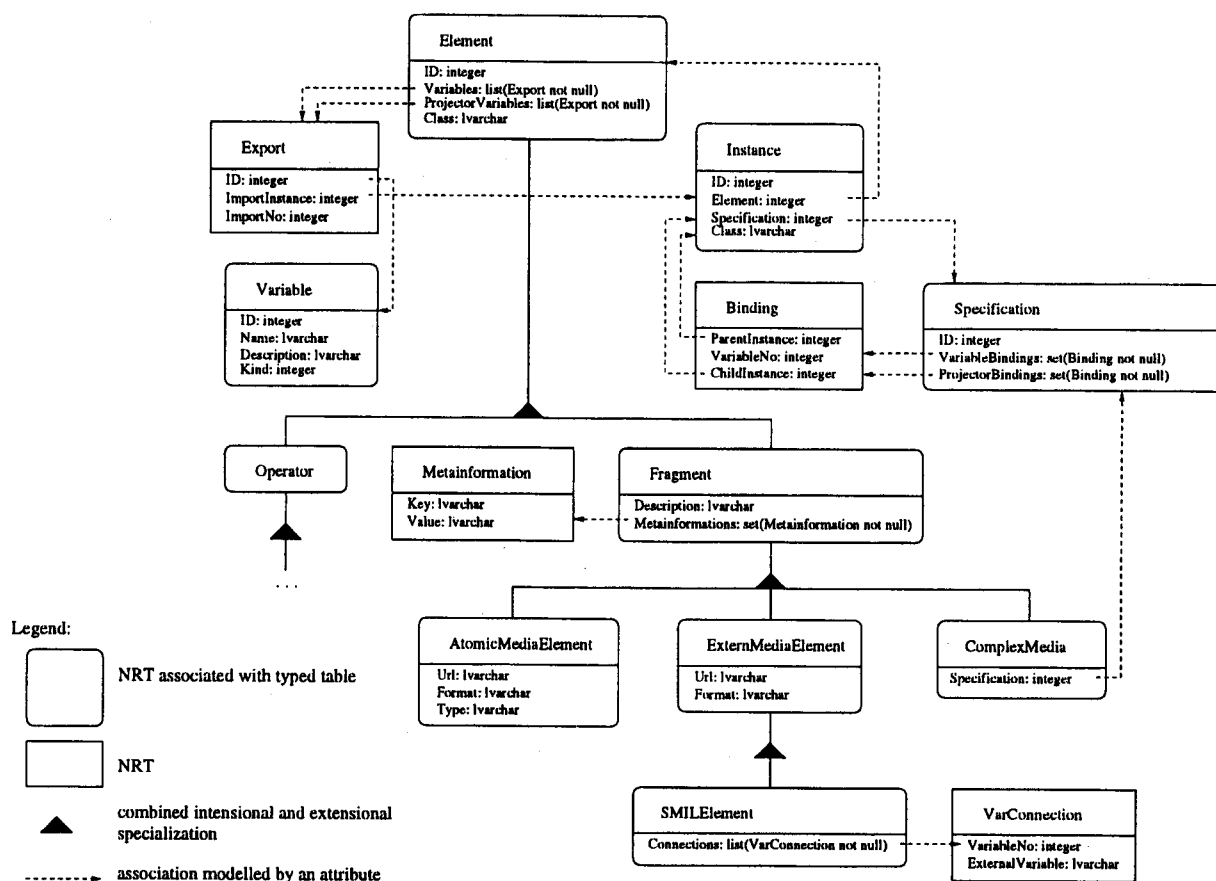 Element
ID: integer
Variables: list(Export not null)
ProjectorVariables: list(Export not null)
Class: lvarchar
Export
ID: integer
ImportInstance: integer
ImportNo: integer
Instance
ID: integer
Element: integer
Specification: integer
Class: lvarchar
Variable
ID: integer
Name: lvarchar
Description: lvarchar
Kind: integer
Binding
ParentInstance: integer
VariableNo: integer
ChildInstance: integer
Specification
ID: integer
VariableBindings: set(Binding not null)
ProjectorBindings: set(Binding not null)
Operator
. . .
Metainformation
Key: lvarchar
Value: lvarchar
Fragment
Description: lvarchar
Metainformations: set(Metainformation not null)
AtomicMediaElement
Url: lvarchar
Format: lvarchar
Type: lvarchar
ExternMediaElement
Url: lvarchar
Format: lvarchar
ComplexMedia
Specification: integer
SMILElement
Connections: list(VarConnection not null)
VarConnection
VariableNo: integer
ExternalVariable: lvarchar
Legend:
NRT associated with typed table
NRT
combined intensional and extensional
specialization
association modelled by an attribute